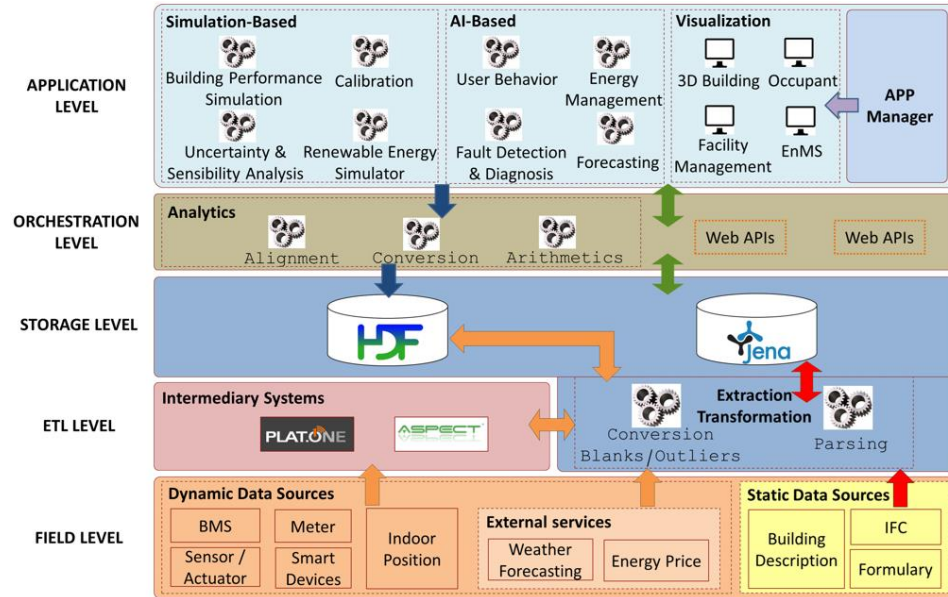 Simulation-Based
AI-Based
Visualization
APPLICATION
LEVEL
Building Performance
Simulation
Calibration
User Behavior
Energy
Management
3D Building
Occupant
APP
Manager
Uncertainty &
Sensibility Analysis
Renewable Energy
Simulator
Fault Detection
& Diagnosis
Forecasting
Facility
Management
EnMS
ORCHESTRATION
LEVEL
Analytics
Alignment
Conversion
Arithmetics
Web APIs
Web APIs
STORAGE LEVEL
HDF
jena
ETL LEVEL
Intermediary Systems
PLAT.ONE
ASPECT
Extraction
Transformation
Conversion
Blanks/Outliers
Parsing
FIELD LEVEL
Dynamic Data Sources
BMS
Meter
Sensor /
Actuator
Smart
Devices
Indoor
Position
External services
Weather
Forecasting
Energy Price
Static Data Sources
Building
Description
IFC
Formulary